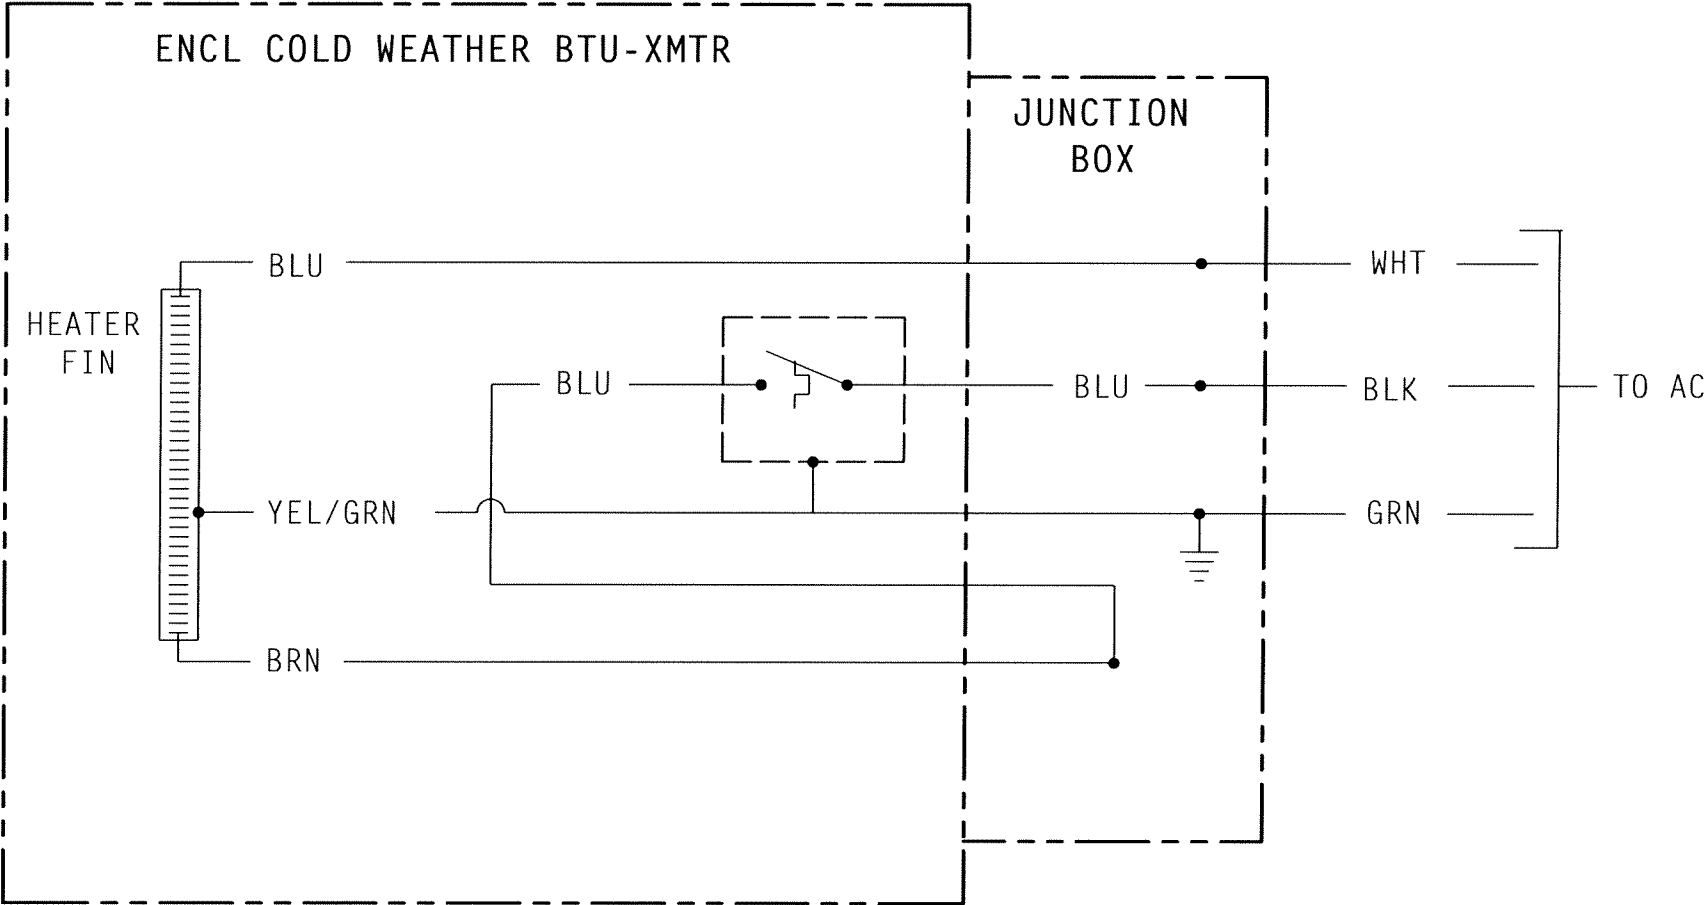 ENCL COLD WEATHER BTU-XMTR
JUNCTION
BOX
BLU
WHT
HEATER
FIN
BLU
BLU
BLK
TO AC
YEL/GRN
GRN
BRN